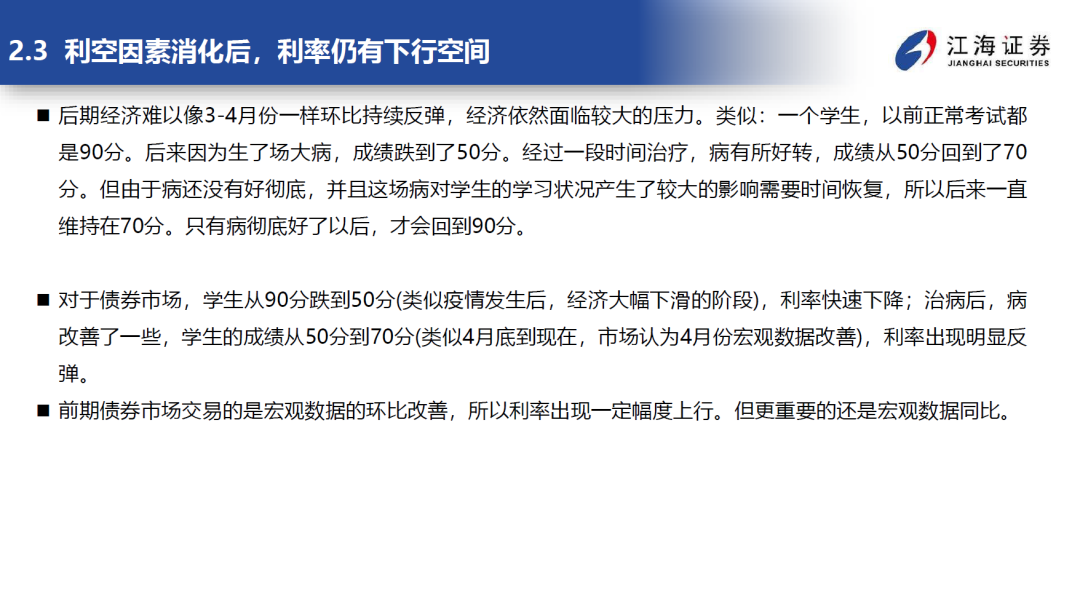 2.3 利空因素消化后，利率仍有下行空间
江海证券
JIANGHAI SECURITIES
■ 后期经济难以像3-4月份一样环比持续反弹，经济依然面临较大的压力。类似：一个学生，以前正常考试都
是90分。后来因为生了场大病，成绩跌到了50分。经过一段时间治疗，病有所好转，成绩从50分回到了70
分。但由于病还没有好彻底，并且这场病对学生的学习状况产生了较大的影响需要时间恢复，所以后来一直
维持在70分。只有病彻底好了以后，才会回到90分。
■ 对于债券市场，学生从90分跌到50分(类似疫情发生后，经济大幅下滑的阶段)，利率快速下降；治病后，病
改善了一些，学生的成绩从50分到70分(类似4月底到现在，市场认为4月份宏观数据改善)，利率出现明显反
弹。
■ 前期债券市场交易的是宏观数据的环比改善，所以利率出现一定幅度上行。但更重要的还是宏观数据同比。